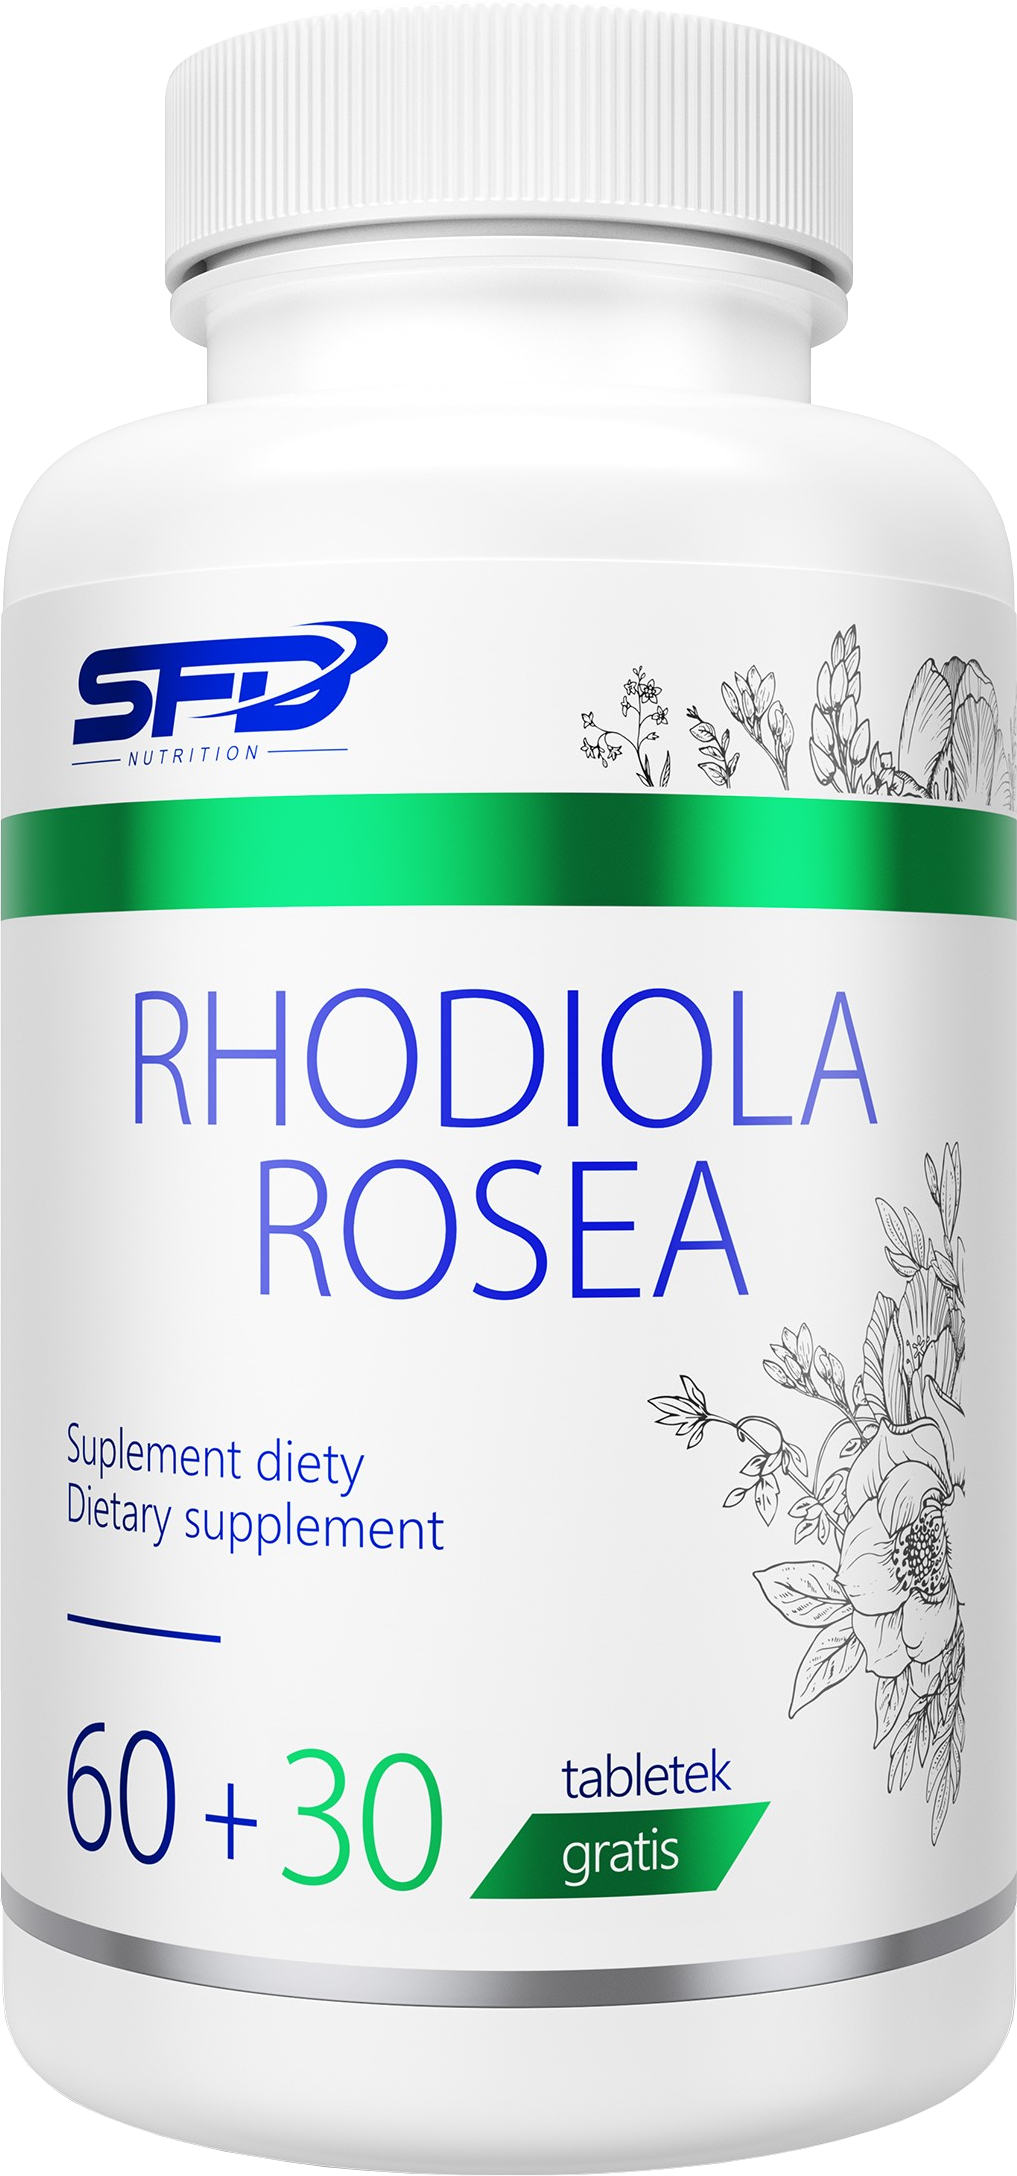 SFD
NUTRITION
RHODIOLA
ROSEA
Suplement diety
Dietary supplement
60 + 30 tabletek
gratis